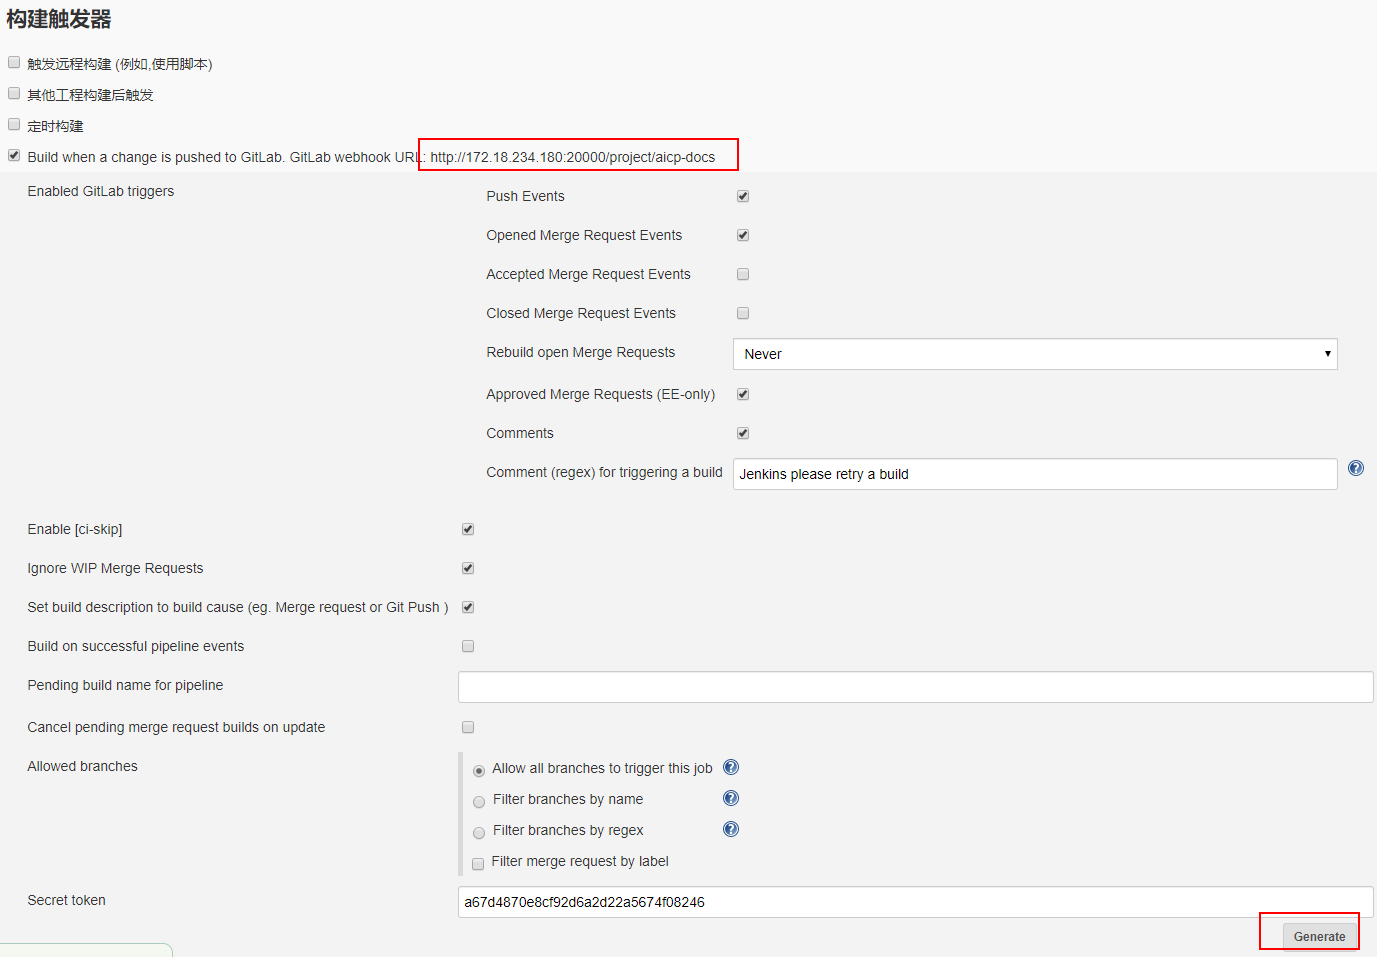 构建触发器
触发远程构建 (例如,使用脚本)
其他工程构建后触发
定时构建
Build when a change is pushed to GitLab. GitLab webhook URL: http://172.18.234.180:20000/project/aicp-docs
Enabled GitLab triggers
Push Events
Opened Merge Request Events
Accepted Merge Request Events
Closed Merge Request Events
Rebuild open Merge Requests
Never
Approved Merge Requests (EE-only)
Comments
Comment (regex) for triggering a build
Jenkins please retry a build
Enable [ci-skip]
Ignore WIP Merge Requests
Set build description to build cause (eg. Merge request or Git Push )
Build on successful pipeline events
Pending build name for pipeline
Cancel pending merge request builds on update
Allowed branches
Allow all branches to trigger this job
Filter branches by name
Filter branches by regex
Filter merge request by label
Secret token
a67d4870e8cf92d6a2d22a5674f08246
Generate